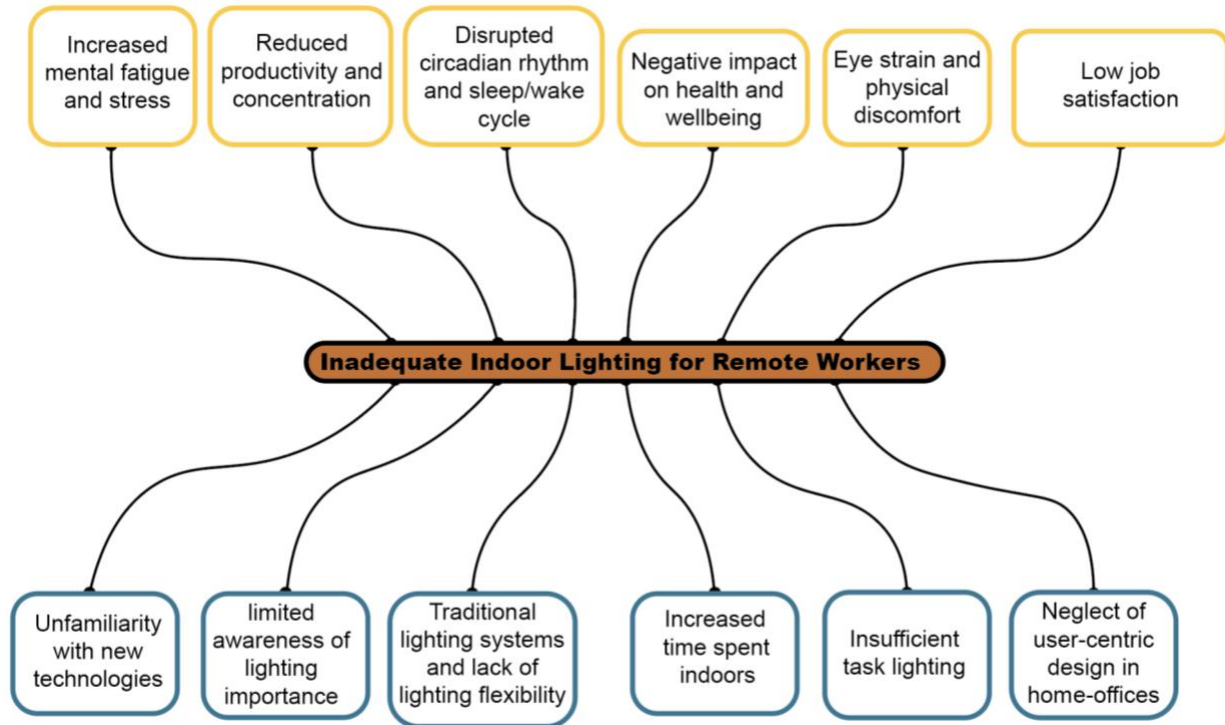 Increased
mental fatigue
and stress
Reduced
productivity and
concentration
Disrupted
circadian rhythm
and sleep/wake
cycle
Negative impact
on health and
wellbeing
Eye strain and
physical
discomfort
Low job
satisfaction
Inadequate Indoor Lighting for Remote Workers
Unfamiliarity
with new
technologies
limited
awareness of
lighting
importance
Traditional
lighting systems
and lack of
lighting flexibility
Increased
time spent
indoors
Insufficient
task lighting
Neglect of
user-centric
design in
home-offices